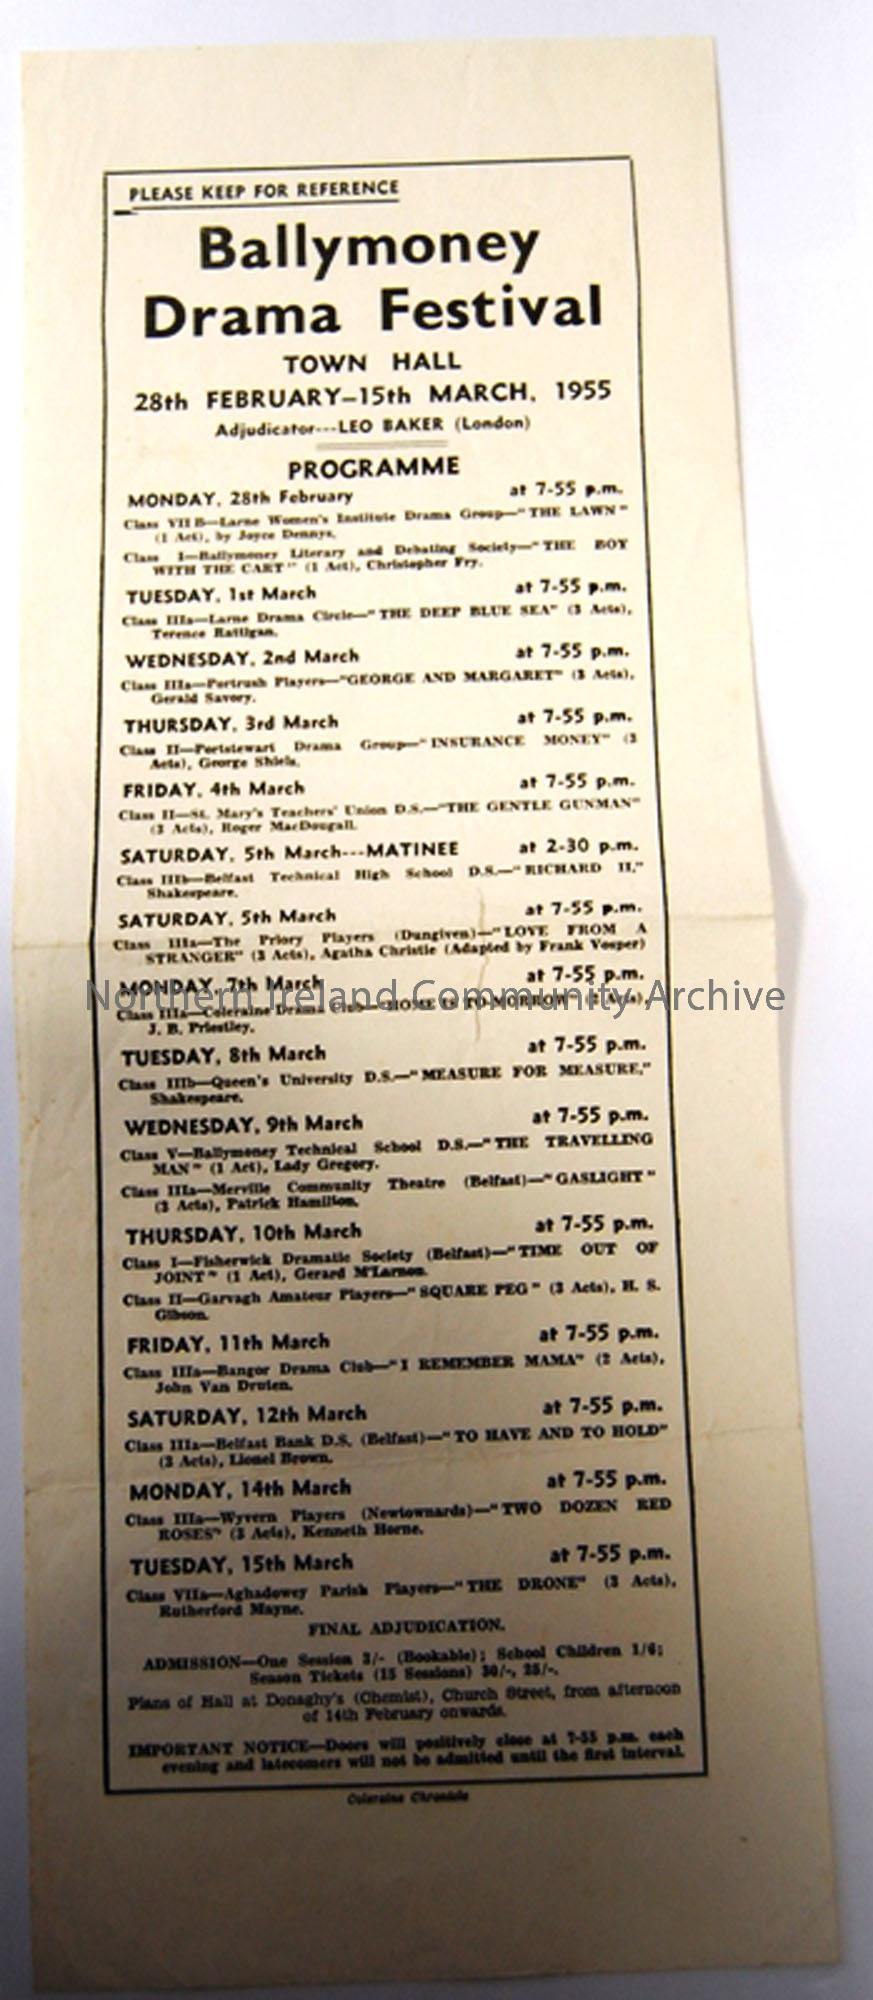 PLEASE KEEP FOR REFERENCE
Ballymoney
Drama Festival
TOWN HALL
28th FEBRUARY—15th MARCH, 1955
Adjudicator---LEO BAKER (London)
PROGRAMME
MONDAY, 28th February at 7-55 p.m.
Class VII B—Larne Women's Institute Drama Group—"THE LAWN"
(1 Act), by Joyce Dennys.
Class I—Ballymoney Literary and Debating Society—"THE BOY
WITH THE CART" (1 Act), Christopher Fry.
TUESDAY, 1st March at 7-55 p.m.
Class IIIa—Larne Drama Circle—"THE DEEP BLUE SEA" (3 Acts),
Terence Rattigan.
WEDNESDAY, 2nd March at 7-55 p.m.
Class IIIa—Portrush Players—"GEORGE AND MARGARET" (3 Acts),
Gerald Savory.
THURSDAY, 3rd March at 7-55 p.m.
Class II—Portstewart Drama Group—"INSURANCE MONEY" (3
Acts), George Shiels.
FRIDAY, 4th March at 7-55 p.m.
Class II—St. Mary's Teachers' Union D.S.—"THE GENTLE GUNMAN"
(3 Acts), Roger MacDougall.
SATURDAY, 5th March---MATINEE at 2-30 p.m.
Class IIIb—Belfast Technical High School D.S.—"RICHARD II,"
Shakespeare.
SATURDAY, 5th March at 7-55 p.m.
Class IIIa—The Priory Players (Dungiven)—"LOVE FROM A
STRANGER" (3 Acts), Agatha Christie (Adapted by Frank Vosper)
MONDAY, 7th March at 7-55 p.m.
Northern Ireland Community Archive
Class IIIa—Coleraine Drama Club—"HOME IS TO-MORROW" (2 Acts),
J. B. Priestley.
TUESDAY, 8th March at 7-55 p.m.
Class IIIb—Queen's University D.S.—"MEASURE FOR MEASURE,"
Shakespeare.
WEDNESDAY, 9th March at 7-55 p.m.
Class V—Ballymoney Technical School D.S.—"THE TRAVELLING
MAN" (1 Act), Lady Gregory.
Class IIIa—Merville Community Theatre (Belfast)—"GASLIGHT"
(3 Acts), Patrick Hamilton.
THURSDAY, 10th March at 7-55 p.m.
Class I—Fisherwick Dramatic Society (Belfast)—"TIME OUT OF
JOINT" (1 Act), Gerard M'Larnon.
Class II—Garvagh Amateur Players—"SQUARE PEG" (3 Acts), H. S.
Gibson.
FRIDAY, 11th March at 7-55 p.m.
Class IIIa—Bangor Drama Club—"I REMEMBER MAMA" (2 Acts),
John Van Druten.
SATURDAY, 12th March at 7-55 p.m.
Class IIIa—Belfast Bank D.S. (Belfast)—"TO HAVE AND TO HOLD"
(3 Acts), Lionel Brown.
MONDAY, 14th March at 7-55 p.m.
Class IIIa—Wyvern Players (Newtownards)—"TWO DOZEN RED
ROSES" (3 Acts), Kenneth Horne.
TUESDAY, 15th March at 7-55 p.m.
Class VIIa—Aghadowey Parish Players—"THE DRONE" (3 Acts),
Rutherford Mayne.
FINAL ADJUDICATION.
ADMISSION—One Session 3/- (Bookable); School Children 1/6;
Season Tickets (15 Sessions) 30/-, 25/-.
Plans of Hall at Donaghy's (Chemist), Church Street, from afternoon
of 14th February onwards.
IMPORTANT NOTICE—Doors will positively close at 7-55 p.m. each
evening and latecomers will not be admitted until the first interval.
Coleraine Chronicle